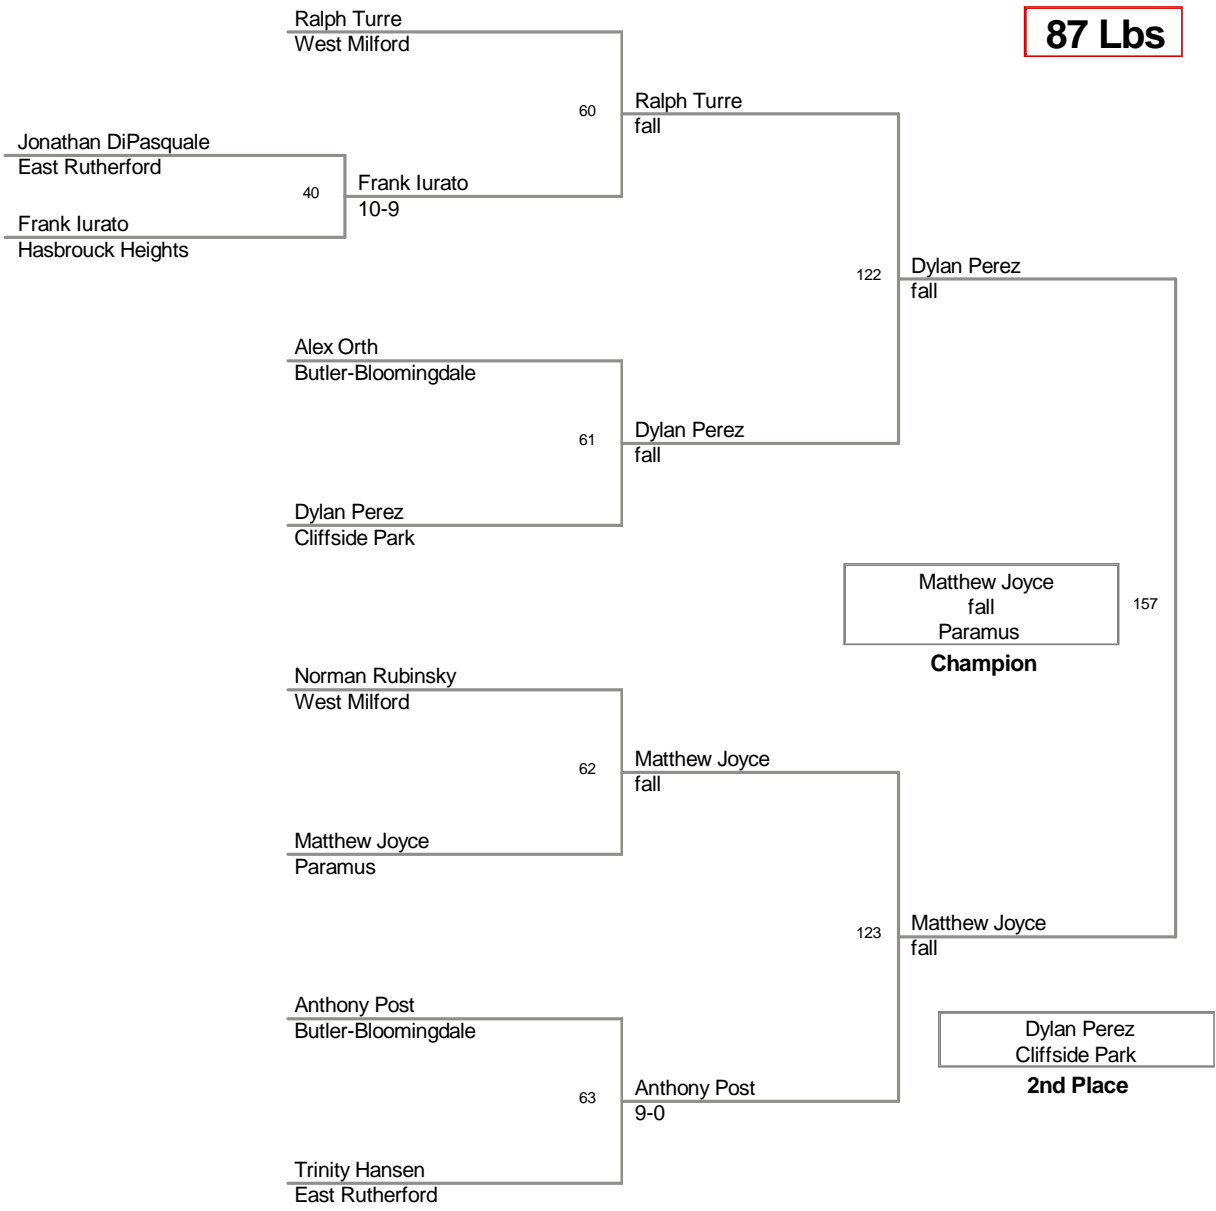 Ralph Turre
West Milford
87 Lbs
60
Ralph Turre
fall
Jonathan DiPasquale
East Rutherford
40
Frank Iurato
10-9
Frank Iurato
Hasbrouck Heights
122
Dylan Perez
fall
Alex Orth
Butler-Bloomingdale
61
Dylan Perez
fall
Dylan Perez
Cliffside Park
Matthew Joyce
fall
Paramus
157
Champion
Norman Rubinsky
West Milford
62
Matthew Joyce
fall
Matthew Joyce
Paramus
123
Matthew Joyce
fall
Anthony Post
Butler-Bloomingdale
Dylan Perez
Cliffside Park
2nd Place
63
Anthony Post
9-0
Trinity Hansen
East Rutherford